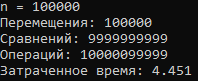 n = 100000
Перемещения: 100000
Сравнений: 9999999999
Операций: 10000099999
Затраченное время: 4.451